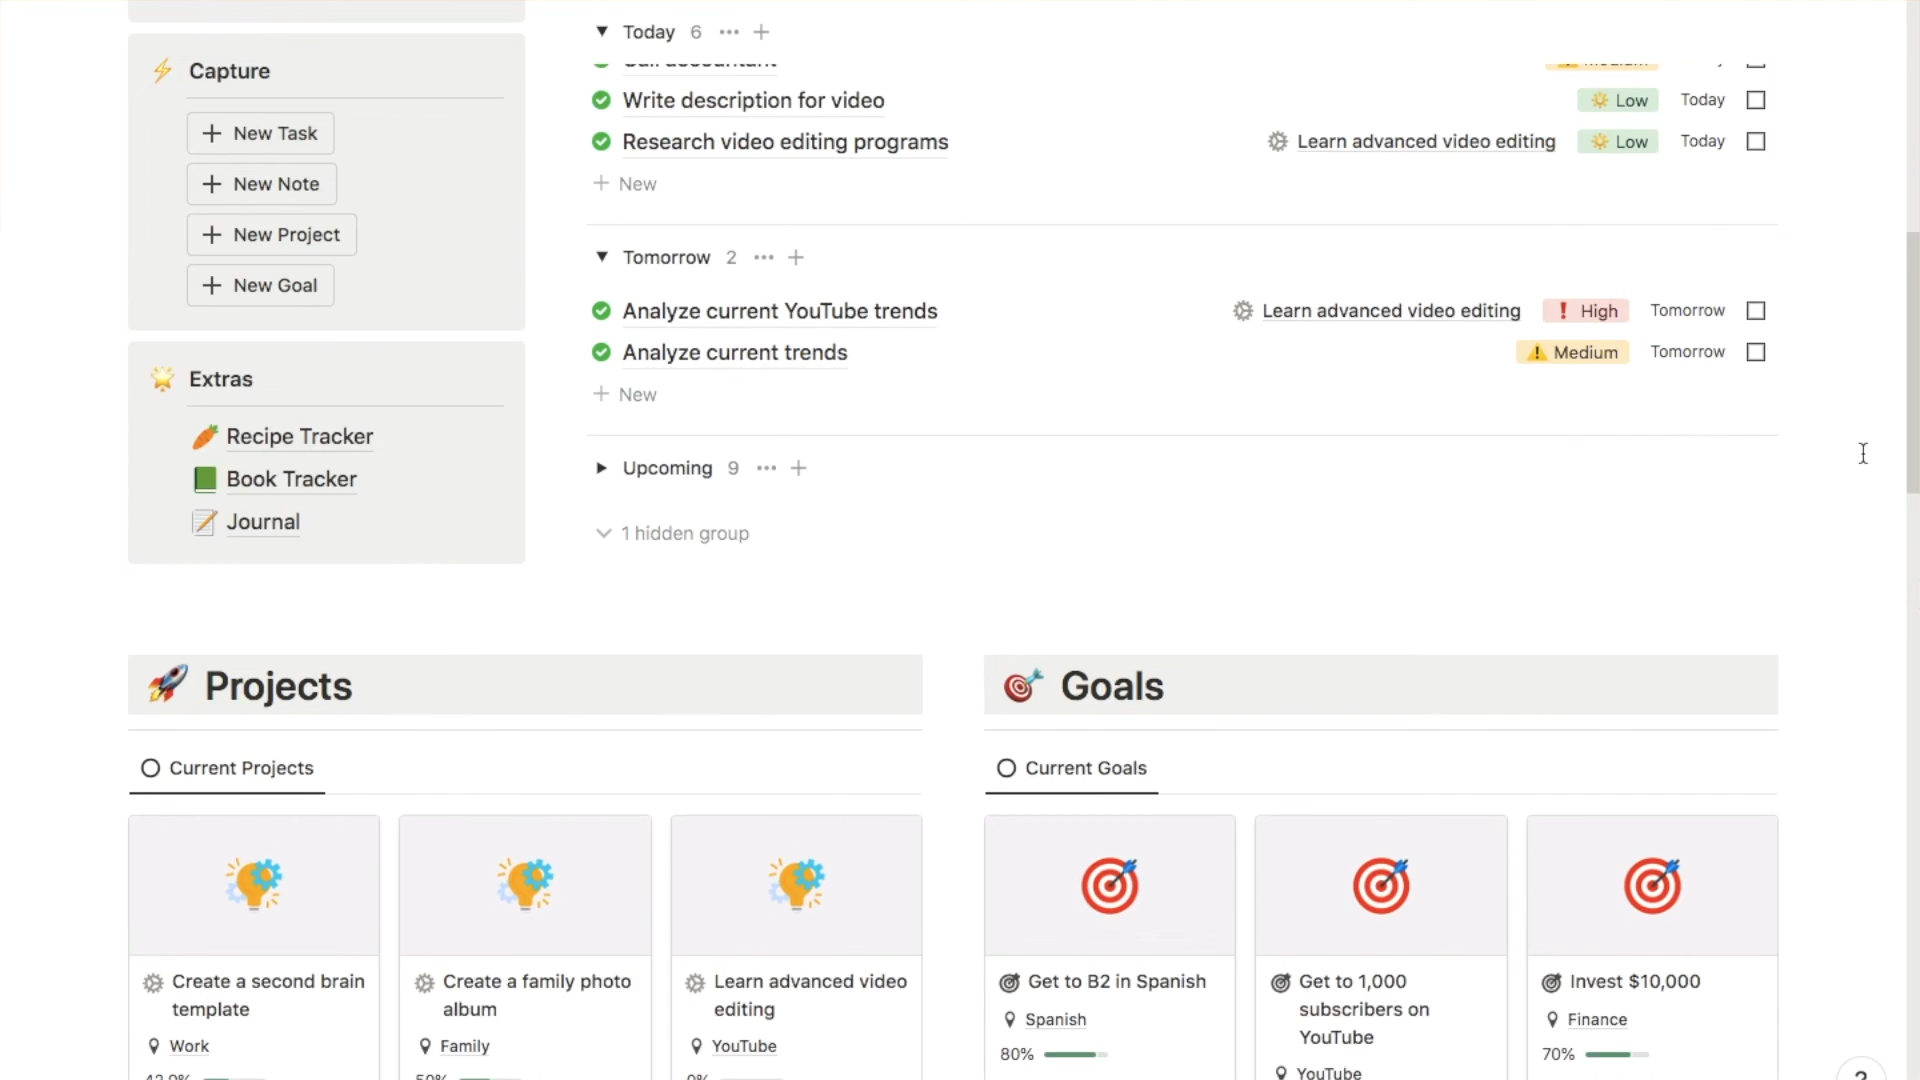 Today 6
Capture
Call accountant
Medium
Write description for video
Low
Today
New Task
Research video editing programs
Learn advanced video editing
Low
Today
New Note
New
New Project
Tomorrow 2
New Goal
Analyze current YouTube trends
Learn advanced video editing
High
Tomorrow
Analyze current trends
Medium
Tomorrow
Extras
New
Recipe Tracker
Upcoming 9
Book Tracker
Journal
1 hidden group
Projects
Goals
Current Projects
Current Goals
Create a second brain
template
Work
Create a family photo
album
Family
50%
Learn advanced video
editing
YouTube
0%
Get to B2 in Spanish
Spanish
80%
Get to 1,000
subscribers on
YouTube
YouTube
Invest $10,000
Finance
70%
?